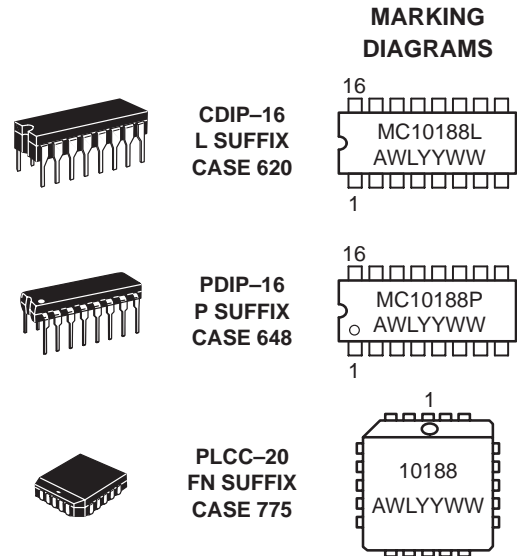 MARKING
DIAGRAMS
CDIP–16
L SUFFIX
CASE 620
16
MC10188L
AWLYYWW
1
PDIP–16
P SUFFIX
CASE 648
16
MC10188P
AWLYYWW
1
PLCC–20
FN SUFFIX
CASE 775
1
10188
AWLYYWW